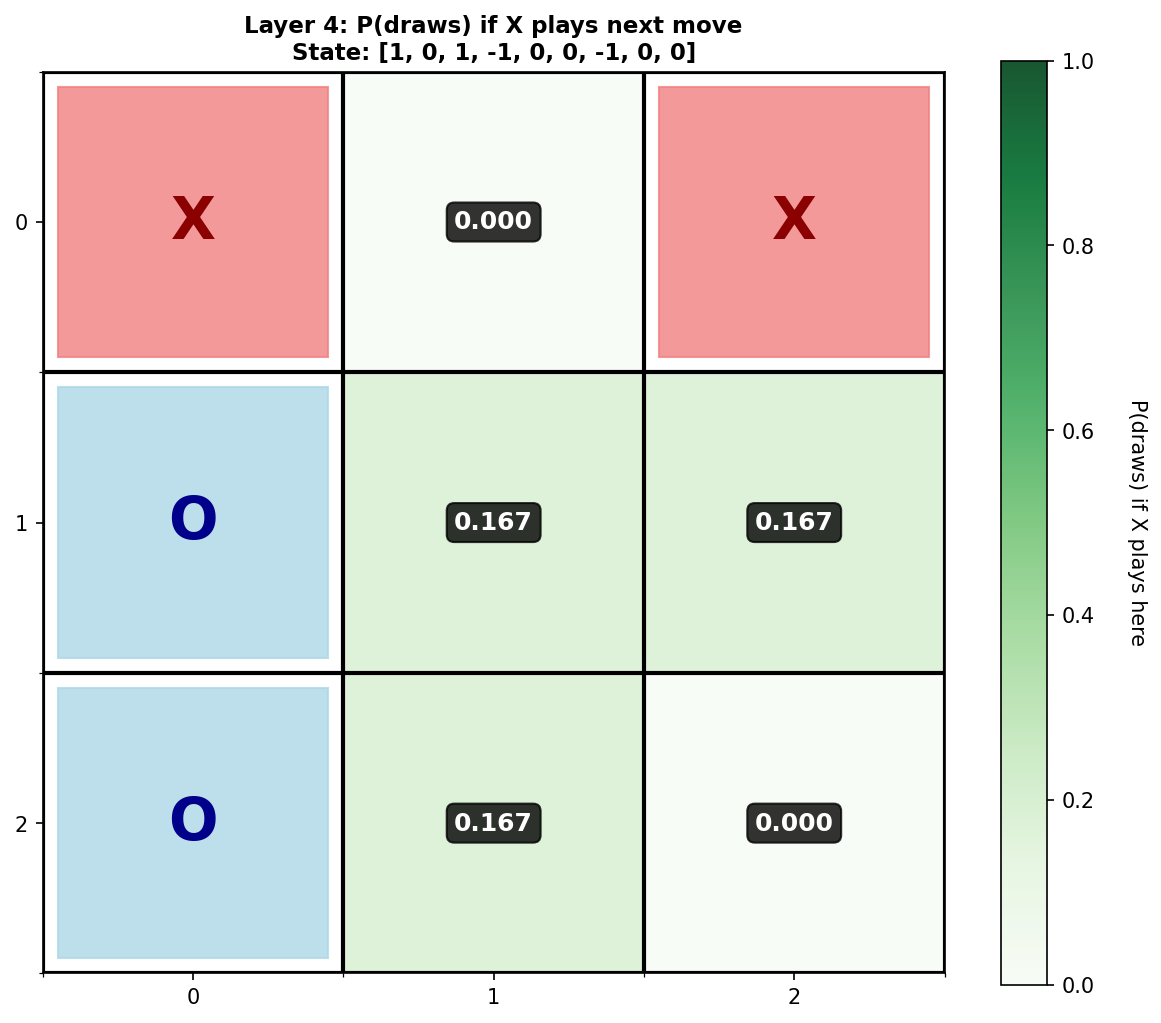 Layer 4: P(draws) if X plays next move
State: [1, 0, 1, -1, 0, 0, -1, 0, 0]
X
0.000
X
O
0.167
0.167
O
0.167
0.000
0
1
2
0
1
2
1.0
0.8
0.6
0.4
0.2
0.0
P(draws) if X plays here